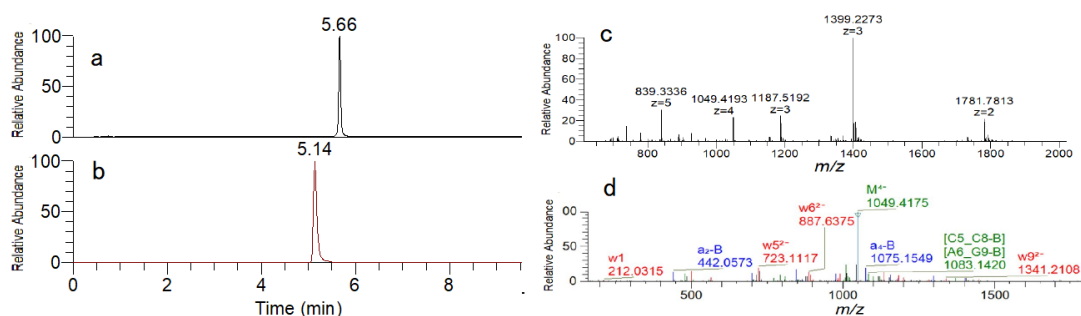 a
5.66
Relative Abundance
100
50
0
b
5.14
Relative Abundance
100
50
0
0 2 4 6 8
Time (min)
c
1399.2273
z=3
839.3336
z=5
1049.4193
z=4
1187.5192
z=3
1781.7813
z=2
Relative Abundance
100
80
60
40
20
0
800 1000 1200 1400 1600 1800 2000
m/z
d
M⁴⁻
1049.4175
w6²⁻
887.6375
w1
212.0315
a₂-B
442.0573
w5²⁻
723.1117
a₄-B
1075.1549
[C5_C8-B]
[A6_G9-B]
1083.1420
w9²⁻
1341.2108
Relative Abundance
00
50
0
500 1000 1500
m/z